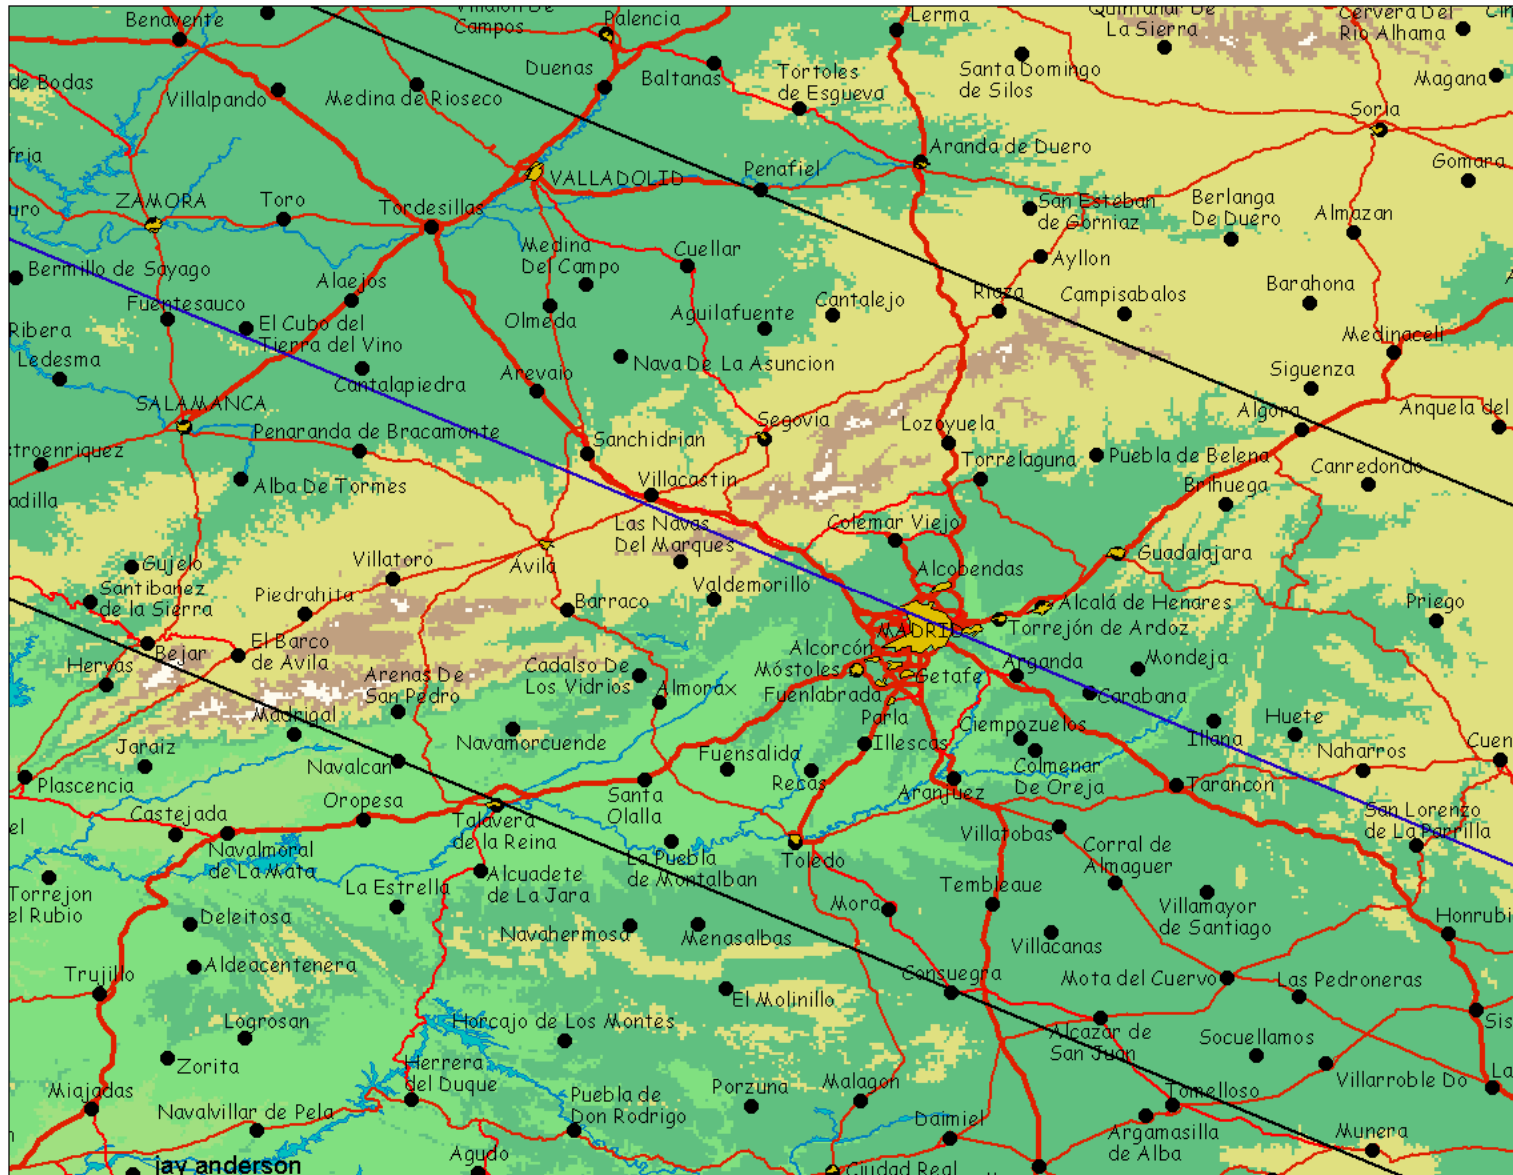 Benavente
Campos
Palencia
Lerma
La Sierra
Cervera Del
Rio Alhama
de Bodas
Villalpando
Medina de Rioseco
Duenas
Baltanas
Tortoles
de Esgueva
Santa Domingo
de Silos
Magana
Soria
Aranda de Duero
Gomara
VALLADOLID
Penafiel
ZAMORA
Toro
Tordesillas
San Esteban
de Gorniaz
Berlanga
De Duero
Almazan
Medina
Del Campo
Cuellar
Ayllon
Bermillo de Sayago
Alaejos
Fuentesauco
Olmeda
Aguilafuente
Cantalejo
Riaza
Campisabalos
Barahona
Ribera
Ledesma
El Cubo del
Tierra del Vino
Cantalapiedra
Arevaio
Nava De La Asuncion
Medinaceli
Siguenza
SALAMANCA
Penaranda de Bracamonte
Sanchidrian
Segovia
Lozoyuela
Algora
Anquela del
troenriquez
Alba De Tormes
Villacastin
Torrelaguna
Puebla de Belena
Canredondo
Brihuega
adilla
Las Navas
Del Marques
Colemar Viejo
Guadalajara
Gujelo
Villatoro
Avila
Alcobendas
Santibanez
de la Sierra
Piedrahita
Barraco
Valdemorillo
Alcalá de Henares
Priego
MADRID
Torrejón de Ardoz
Bejar
El Barco
de Avila
Hervas
Arenas De
San Pedro
Cadalso De
Los Vidrios
Almorax
Alcorcón
Móstoles
Fuenlabrada
Getafe
Arganda
Mondeja
Carabana
Madrigal
Parla
Ciempozuelos
Illana
Huete
Jaraiz
Navamorcuende
Illescas
Naharros
Cuen
Navalcan
Fuensalida
Recas
Colmenar
De Oreja
Plascencia
Aranjuez
Tarancon
Castejada
Oropesa
Santa
Olalla
San Lorenzo
de La Parrilla
el
Navalmoral
de La Mata
Talavera
de la Reina
La Puebla
de Montalban
Toledo
Villatobas
Corral de
Almaguer
Torrejon
el Rubio
La Estrella
Alcuadete
de La Jara
Tembleaue
Mora
Villamayor
de Santiago
Honrubi
Deleitosa
Navahermosa
Menasalbas
Villacanas
Aldeacentenera
Trujillo
Consuegra
Mota del Cuervo
Las Pedroneras
El Molinillo
Logrosan
Horcajo de Los Montes
Alcazar de
San Juan
Socuellamos
Sis
Zorita
Herrera
del Duque
Villarroble Do
La
Miajadas
Navalvillar de Pela
Puebla de
Don Rodrigo
Porzuna
Malagon
Tomelloso
Daimiel
Argamasilla
de Alba
Munera
jay anderson
Agudo
Ciudad Real